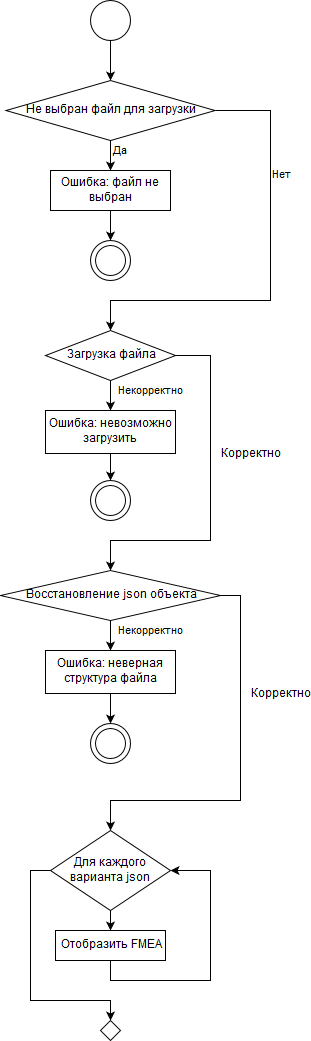 Не выбран файл для загрузки
Да
Нет
Ошибка: файл не
выбран
Загрузка файла
Некорректно
Ошибка: невозможно
загрузить
Корректно
Восстановление json объекта
Некорректно
Ошибка: неверная
структура файла
Корректно
Для каждого
варианта json
Отобразить FMEA